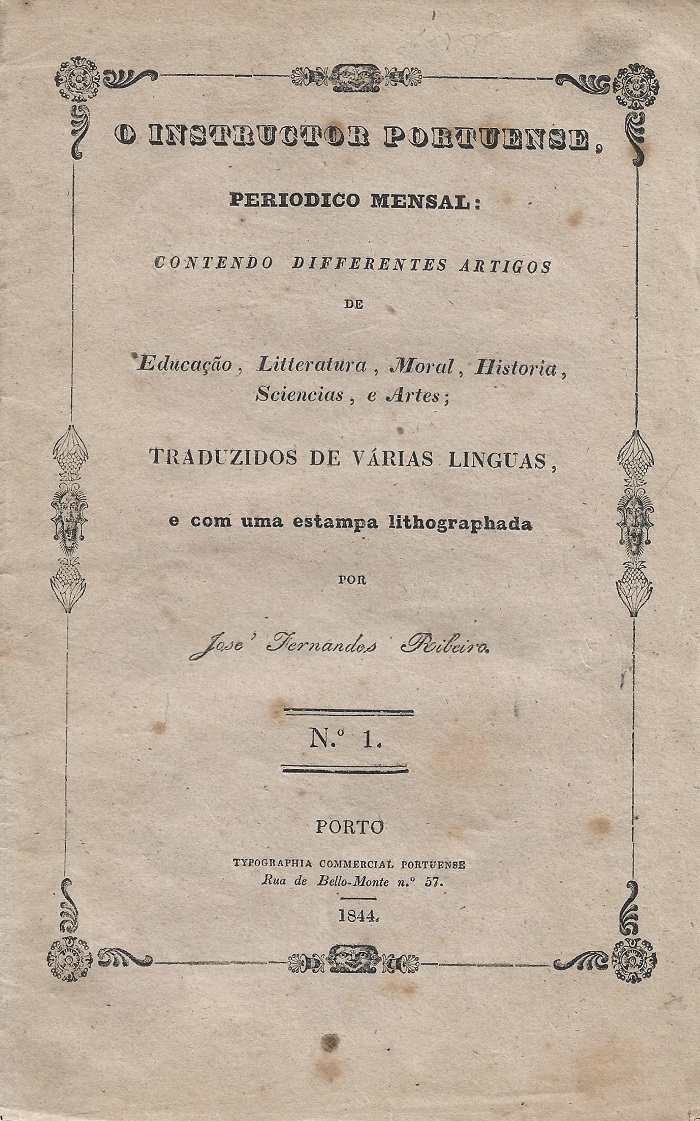 O INSTRUCTOR PORTUENSE,
PERIODICO MENSAL:
CONTENDO DIFFERENTES ARTIGOS
DE
Educação, Litteratura, Moral, Historia,
Sciencias, e Artes;
TRADUZIDOS DE VÁRIAS LINGUAS,
e com uma estampa lithographada
POR
José Fernandes Ribeiro.
N.º 1.
PORTO
TYPOGRAPHIA COMMERCIAL PORTUENSE
Rua de Bello-Monte n.º 57.
1844.